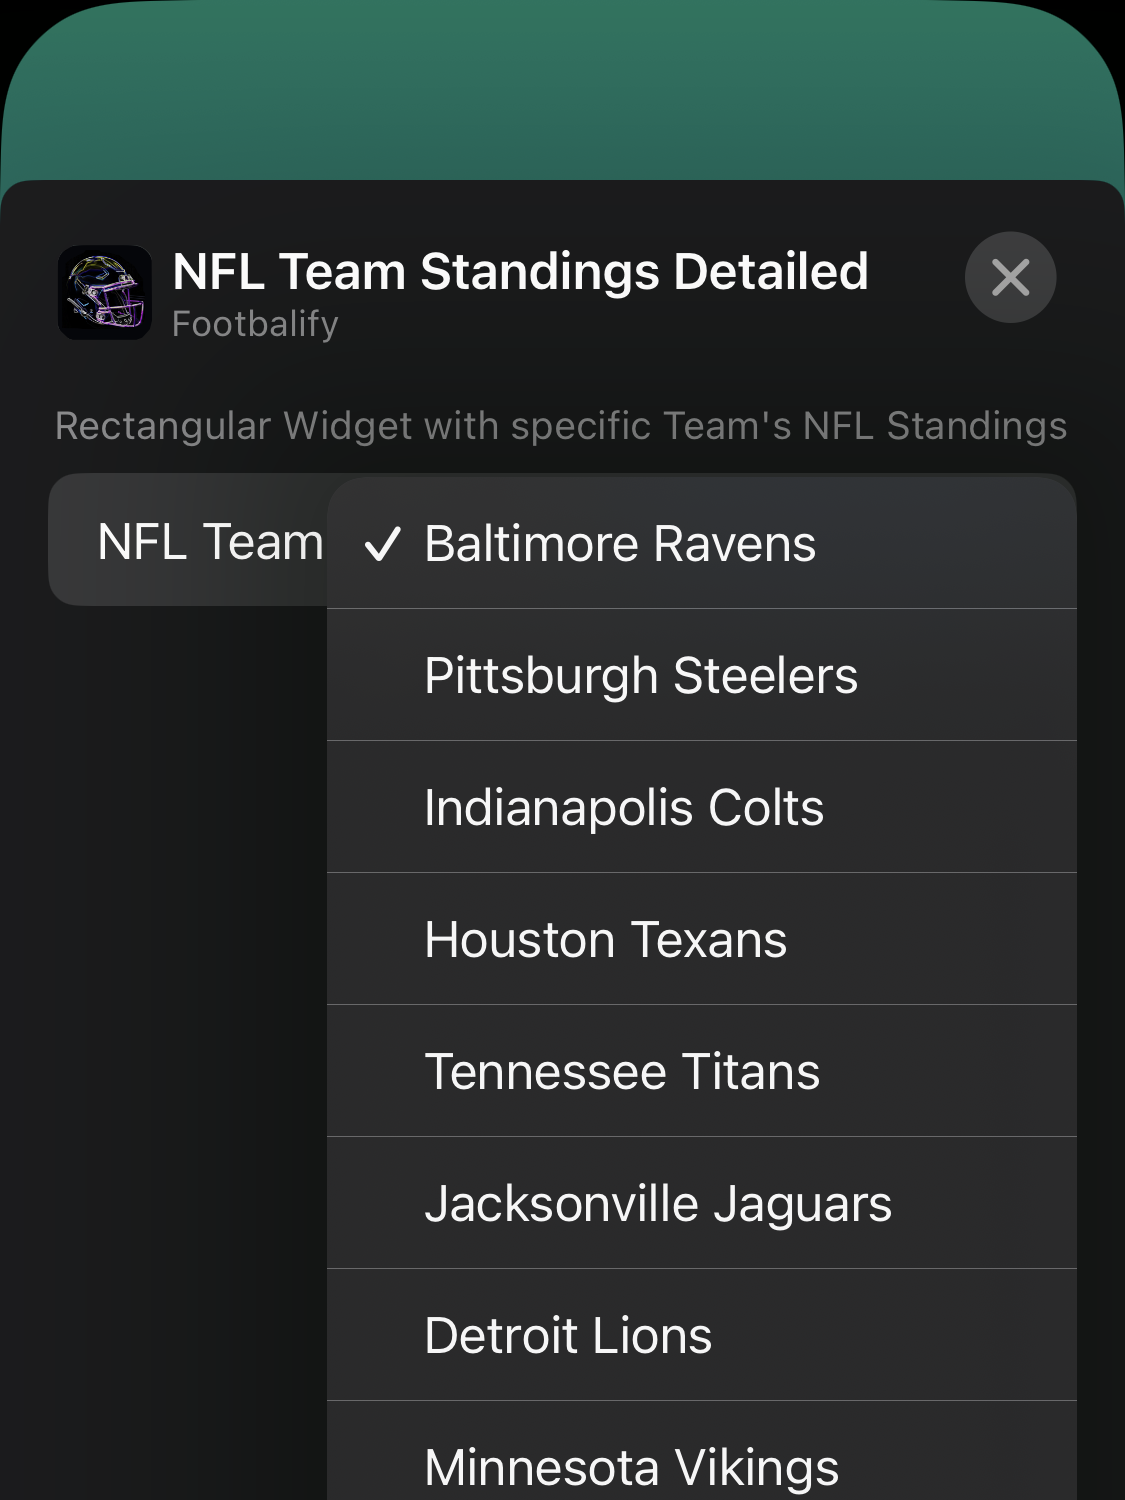 NFL Team Standings Detailed
Footbalify
Rectangular Widget with specific Team's NFL Standings
NFL Team
✓ Baltimore Ravens
Pittsburgh Steelers
Indianapolis Colts
Houston Texans
Tennessee Titans
Jacksonville Jaguars
Detroit Lions
Minnesota Vikings